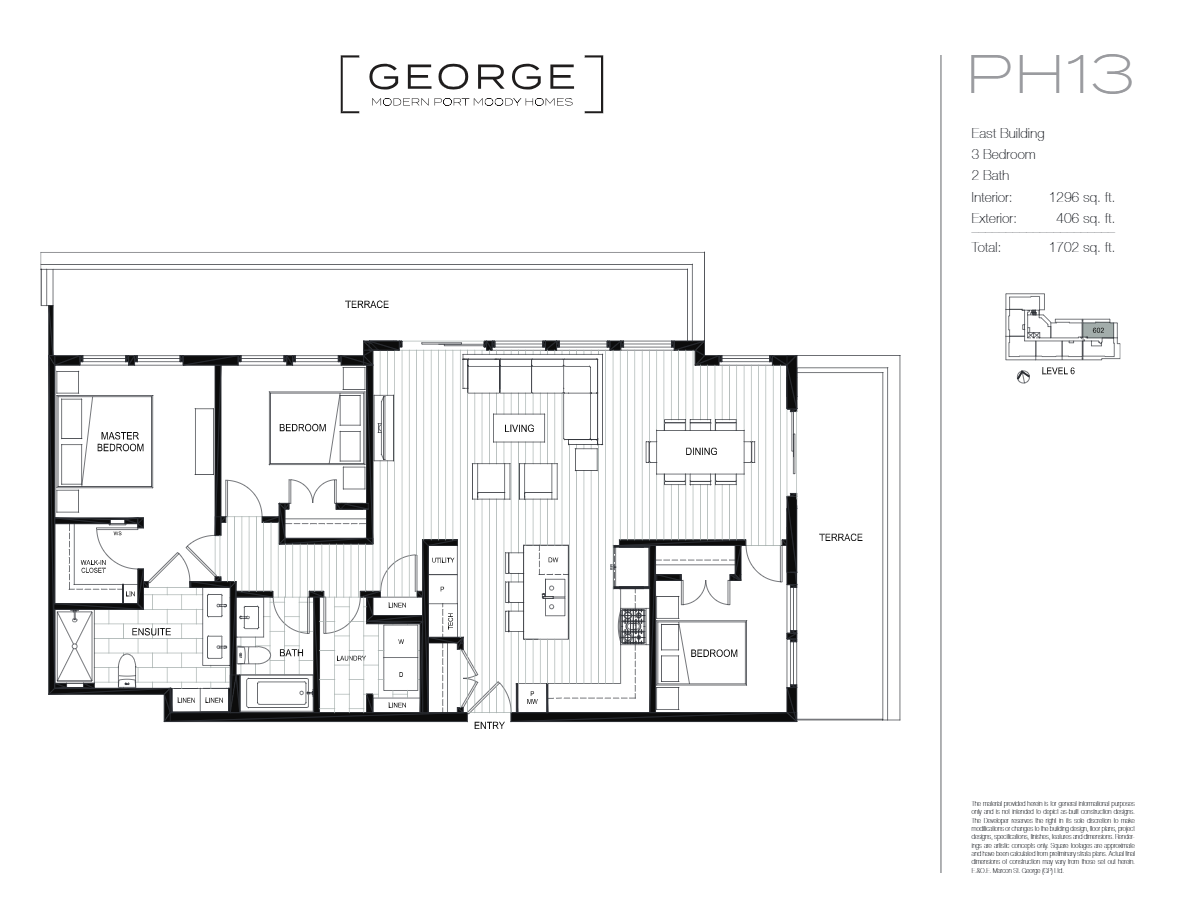 [GEORGE]
MODERN PORT MOODY HOMES
PH13
East Building
3 Bedroom
2 Bath
Interior: 1296 sq. ft.
Exterior: 406 sq. ft.
Total: 1702 sq. ft.
602
LEVEL 6
TERRACE
MASTER
BEDROOM
BEDROOM
LIVING
DINING
TERRACE
WS
WALK-IN
CLOSET
LIN
UTILITY
P
TECH
DW
LINEN
ENSUITE
BATH
LAUNDRY
W
D
BEDROOM
LINEN
LINEN
LINEN
P
MW
ENTRY
The material provided herein is for general informational purposes
only and is not intended to depict as-built construction designs.
The Developer reserves the right in its sole discretion to make
modifications or changes to the building design, floor plans, project
designs, specifications, finishes, features and dimensions. Render-
ings are artistic concepts only. Square footages are approximate
and have been calculated from preliminary strata plans. Actual final
dimensions of construction may vary from those set out herein.
E.&O.E. Marcon St. George (GP) Ltd.